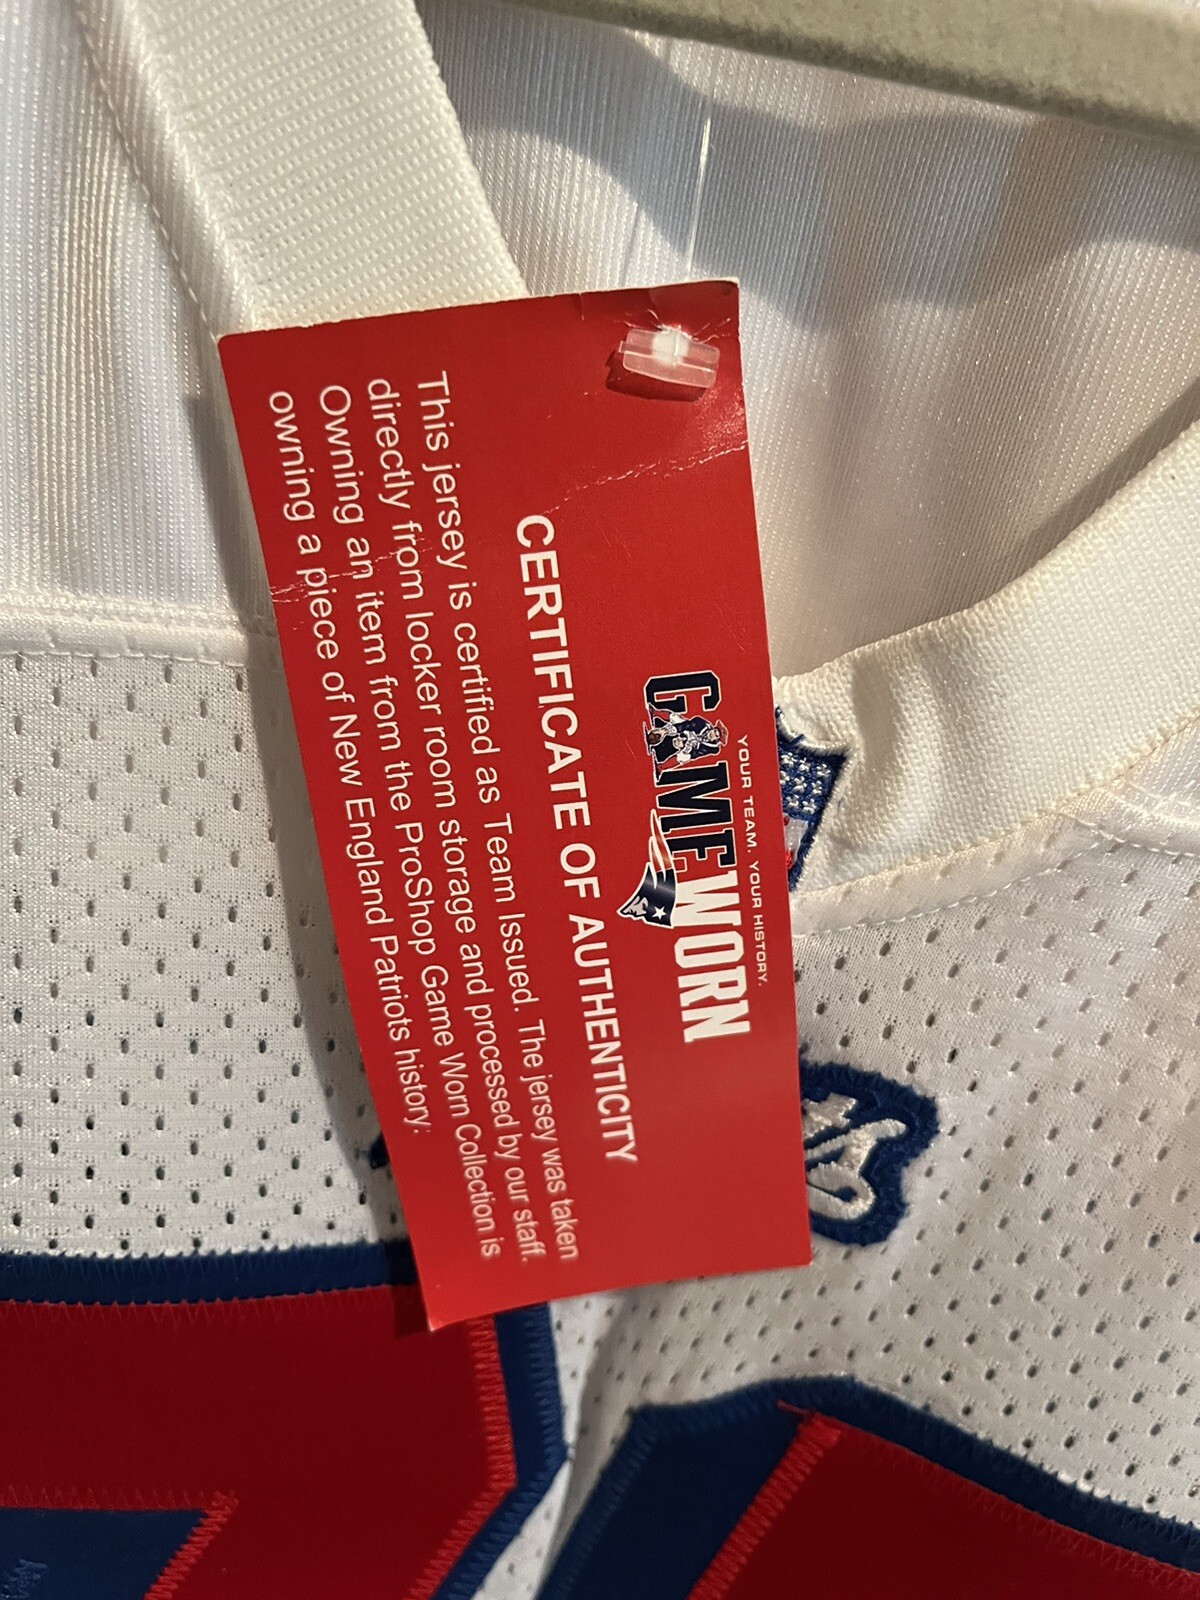 YOUR TEAM. YOUR HISTORY.
GAMEWORN
CERTIFICATE OF AUTHENTICITY
This jersey is certified as Team Issued. The jersey was taken
directly from locker room storage and processed by our staff.
Owning an item from the ProShop Game Worn Collection is
owning a piece of New England Patriots history.